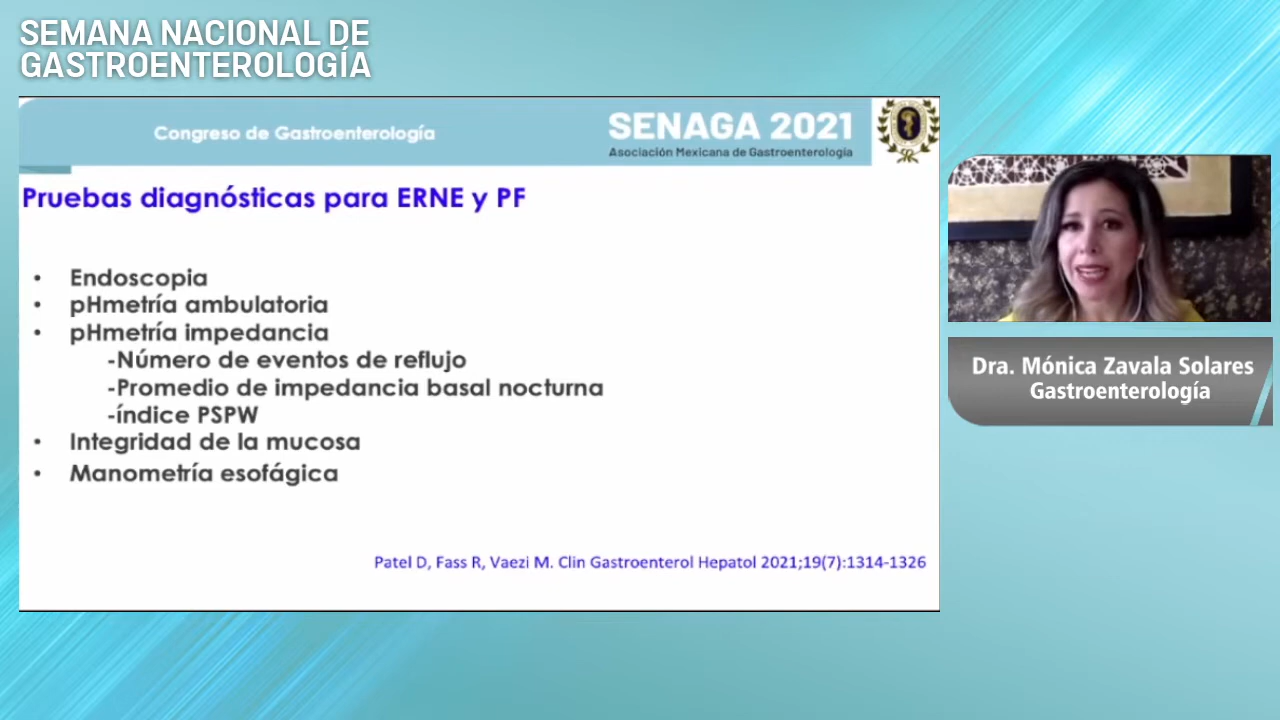 SEMANA NACIONAL DE
GASTROENTEROLOGÍA
Congreso de Gastroenterología
SENAGA 2021
Asociación Mexicana de Gastroenterología
Pruebas diagnósticas para ERNE y PF
• Endoscopia
• pHmetría ambulatoria
• pHmetría impedancia
-Número de eventos de reflujo
-Promedio de impedancia basal nocturna
-índice PSPW
• Integridad de la mucosa
• Manometría esofágica
Patel D, Fass R, Vaezi M. Clin Gastroenterol Hepatol 2021;19(7):1314-1326
Dra. Mónica Zavala Solares
Gastroenterología